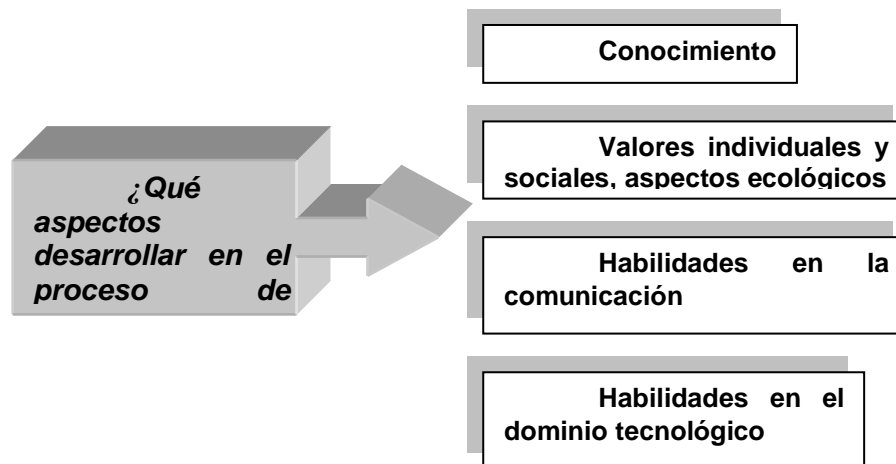 ¿Qué
aspectos
desarrollar en el
proceso de
Conocimiento
Valores individuales y
sociales, aspectos ecológicos
Habilidades en la
comunicación
Habilidades en el
dominio tecnológico